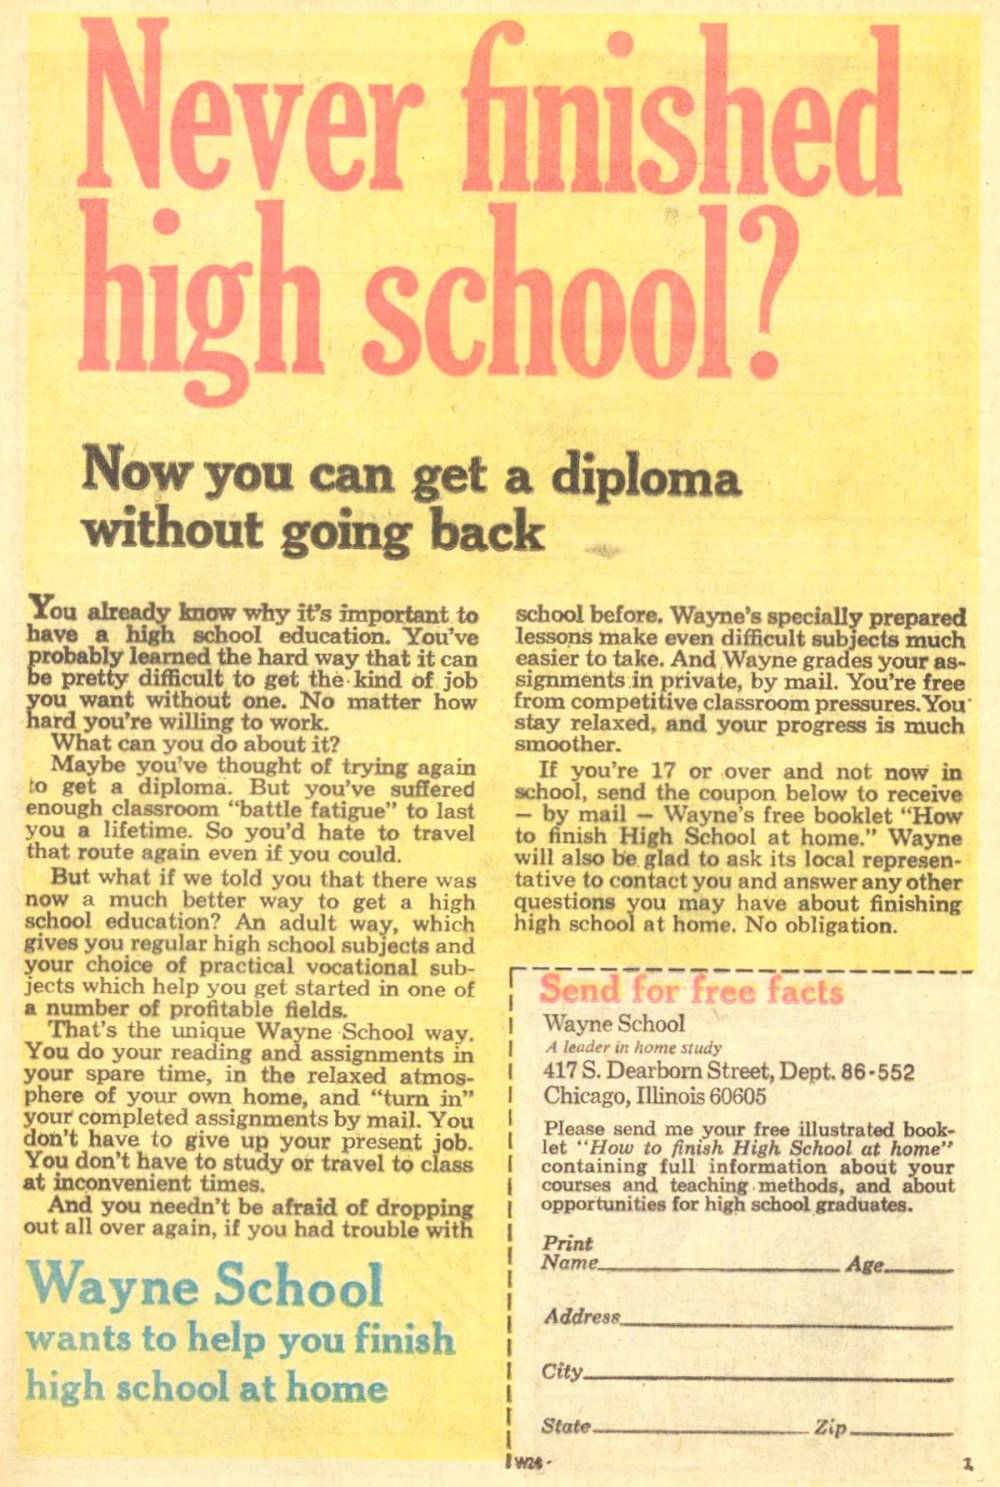 Never finished
high school?
Now you can get a diploma
without going back
You already know why it's important to
have a high school education. You've
probably learned the hard way that it can
be pretty difficult to get the kind of job
you want without one. No matter how
hard you're willing to work.
What can you do about it?
Maybe you've thought of trying again
to get a diploma. But you've suffered
enough classroom "battle fatigue" to last
you a lifetime. So you'd hate to travel
that route again even if you could.
But what if we told you that there was
now a much better way to get a high
school education? An adult way, which
gives you regular high school subjects and
your choice of practical vocational sub-
jects which help you get started in one of
a number of profitable fields.
That's the unique Wayne School way.
You do your reading and assignments in
your spare time, in the relaxed atmos-
phere of your own home, and "turn in"
your completed assignments by mail. You
don't have to give up your present job.
You don't have to study or travel to class
at inconvenient times.
And you needn't be afraid of dropping
out all over again, if you had trouble with
school before. Wayne's specially prepared
lessons make even difficult subjects much
easier to take. And Wayne grades your as-
signments in private, by mail. You're free
from competitive classroom pressures. You
stay relaxed, and your progress is much
smoother.
If you're 17 or over and not now in
school, send the coupon below to receive
— by mail — Wayne's free booklet "How
to finish High School at home." Wayne
will also be glad to ask its local represen-
tative to contact you and answer any other
questions you may have about finishing
high school at home. No obligation.
Wayne School
wants to help you finish
high school at home
Send for free facts
Wayne School
A leader in home study
417 S. Dearborn Street, Dept. 86-552
Chicago, Illinois 60605
Please send me your free illustrated book-
let "How to finish High School at home"
containing full information about your
courses and teaching methods, and about
opportunities for high school graduates.
Print
Name Age
Address
City
State Zip
W24
1